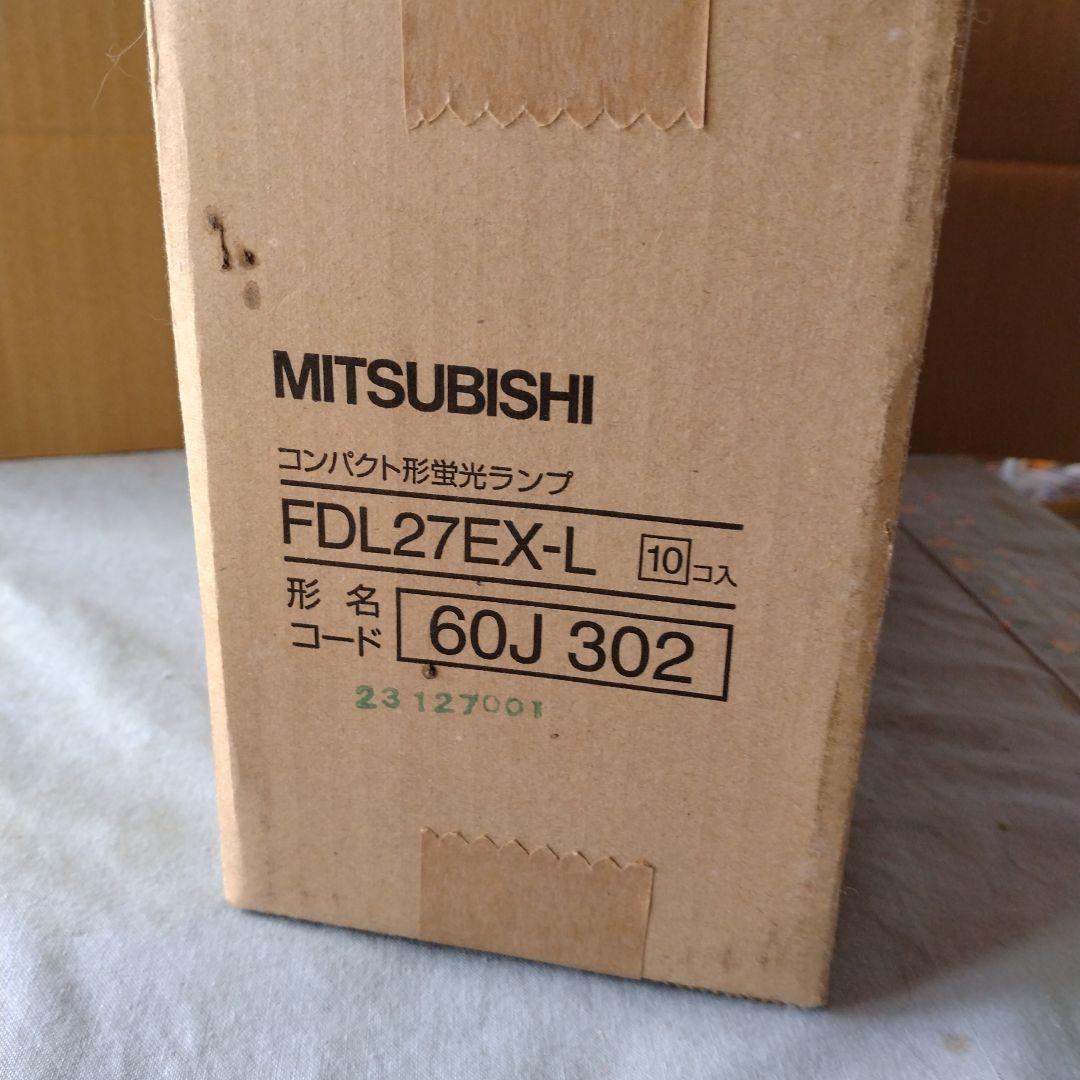 MITSUBISHI
コンパクト形蛍光ランプ
FDL27EX-L 10コ入
形名 60J 302
コード
23127001